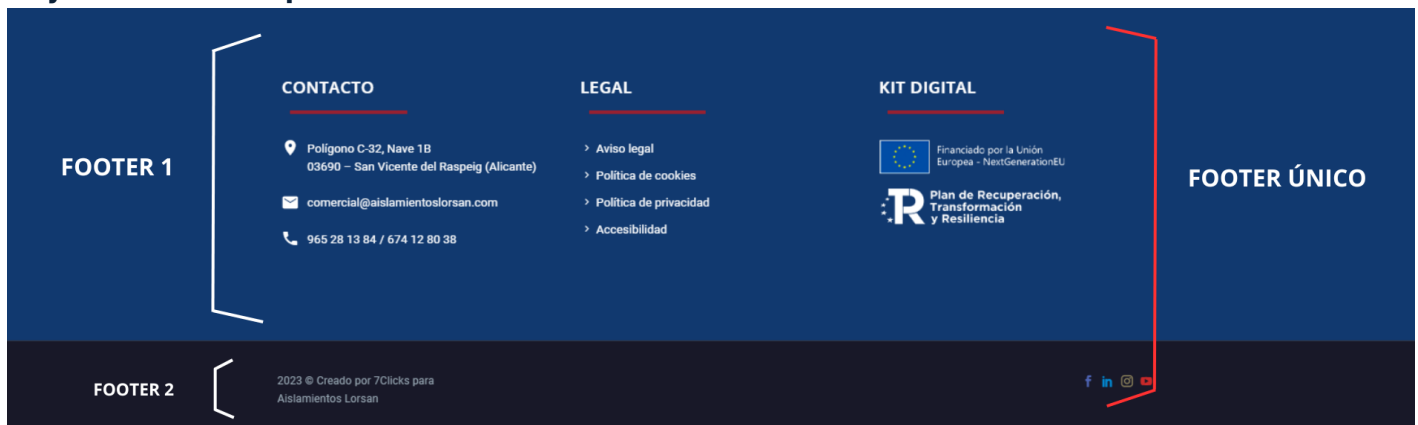 FOOTER 1
CONTACTO
Polígono C-32, Nave 1B
03690 – San Vicente del Raspeig (Alicante)
comercial@aislamientoslorsan.com
965 28 13 84 / 674 12 80 38
LEGAL
Aviso legal
Política de cookies
Política de privacidad
Accesibilidad
KIT DIGITAL
Financiado por la Unión
Europea - NextGenerationEU
Plan de Recuperación,
Transformación
y Resiliencia
FOOTER ÚNICO
FOOTER 2
2023 © Creado por 7Clicks para
Aislamientos Lorsan